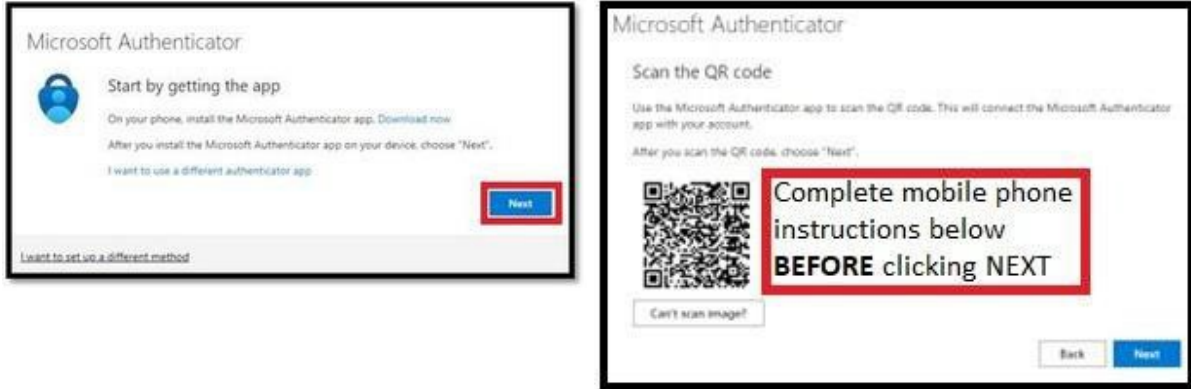 Microsoft Authenticator
Start by getting the app
On your phone, install the Microsoft Authenticator app. Download now
After you install the Microsoft Authenticator app on your device, choose "Next".
I want to use a different authenticator app
Next
I want to set up a different method
Microsoft Authenticator
Scan the QR code
Use the Microsoft Authenticator app to scan the QR code. This will connect the Microsoft Authenticator
app with your account.
After you scan the QR code, choose "Next".
Complete mobile phone
instructions below
BEFORE clicking NEXT
Can't scan image?
Back
Next